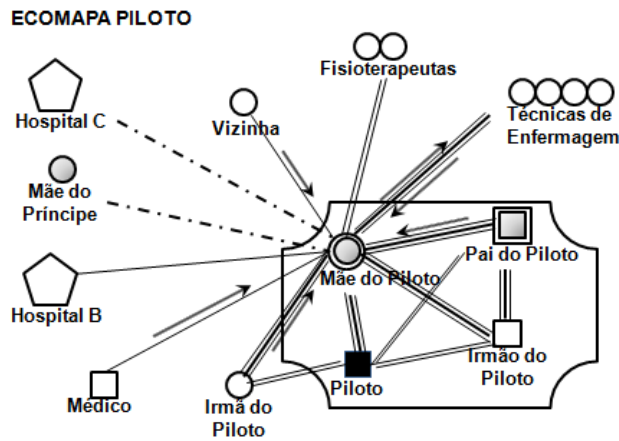 ECOMAPA PILOTO
Fisioterapeutas
Hospital C
Vizinha
Técnicas de
Enfermagem
Mãe do
Príncipe
Mãe do Piloto
Pai do Piloto
Hospital B
Médico
Irmã do
Piloto
Piloto
Irmão do
Piloto